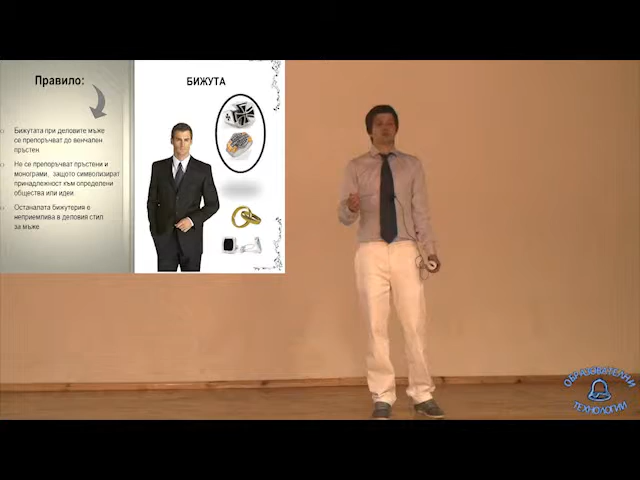 Правило:
БИЖУТА
Бижутата при деловите мъже
се препоръчват до венчален
пръстен.
Не се препоръчват пръстени и
монограми, защото символизират
принадлежност към определени
общества или идеи.
Останалата бижутерия е
неприемлива в деловия стил
за мъже.
ОБРАЗОВАТЕЛНИ
ТЕХНОЛОГИИ